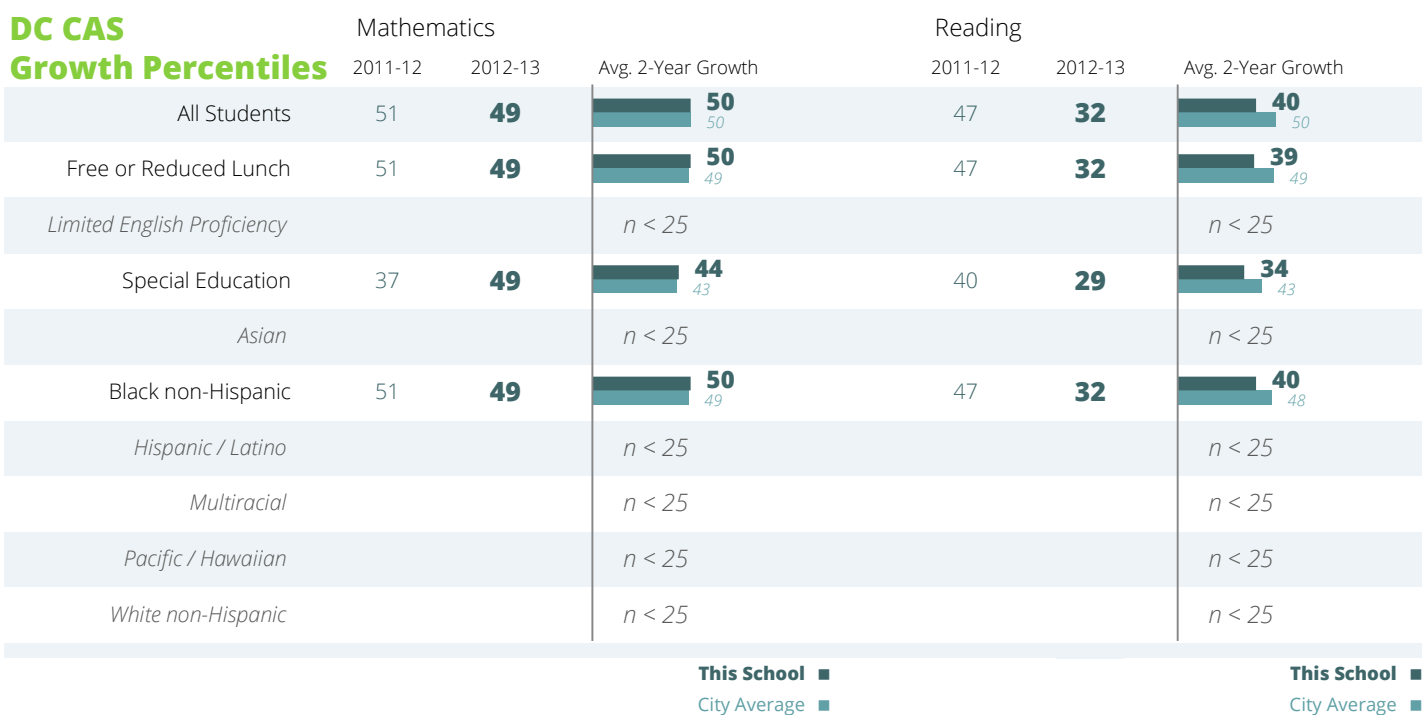 DC CAS
Growth Percentiles
Mathematics Reading
2011-12 2012-13 Avg. 2-Year Growth 2011-12 2012-13 Avg. 2-Year Growth
All Students 51 49 50 50 47 32 40 50
Free or Reduced Lunch 51 49 50 49 47 32 39 49
Limited English Proficiency n < 25 n < 25
Special Education 37 49 44 43 40 29 34 43
Asian n < 25 n < 25
Black non-Hispanic 51 49 50 49 47 32 40 48
Hispanic / Latino n < 25 n < 25
Multiracial n < 25 n < 25
Pacific / Hawaiian n < 25 n < 25
White non-Hispanic n < 25 n < 25
This School This School
City Average City Average